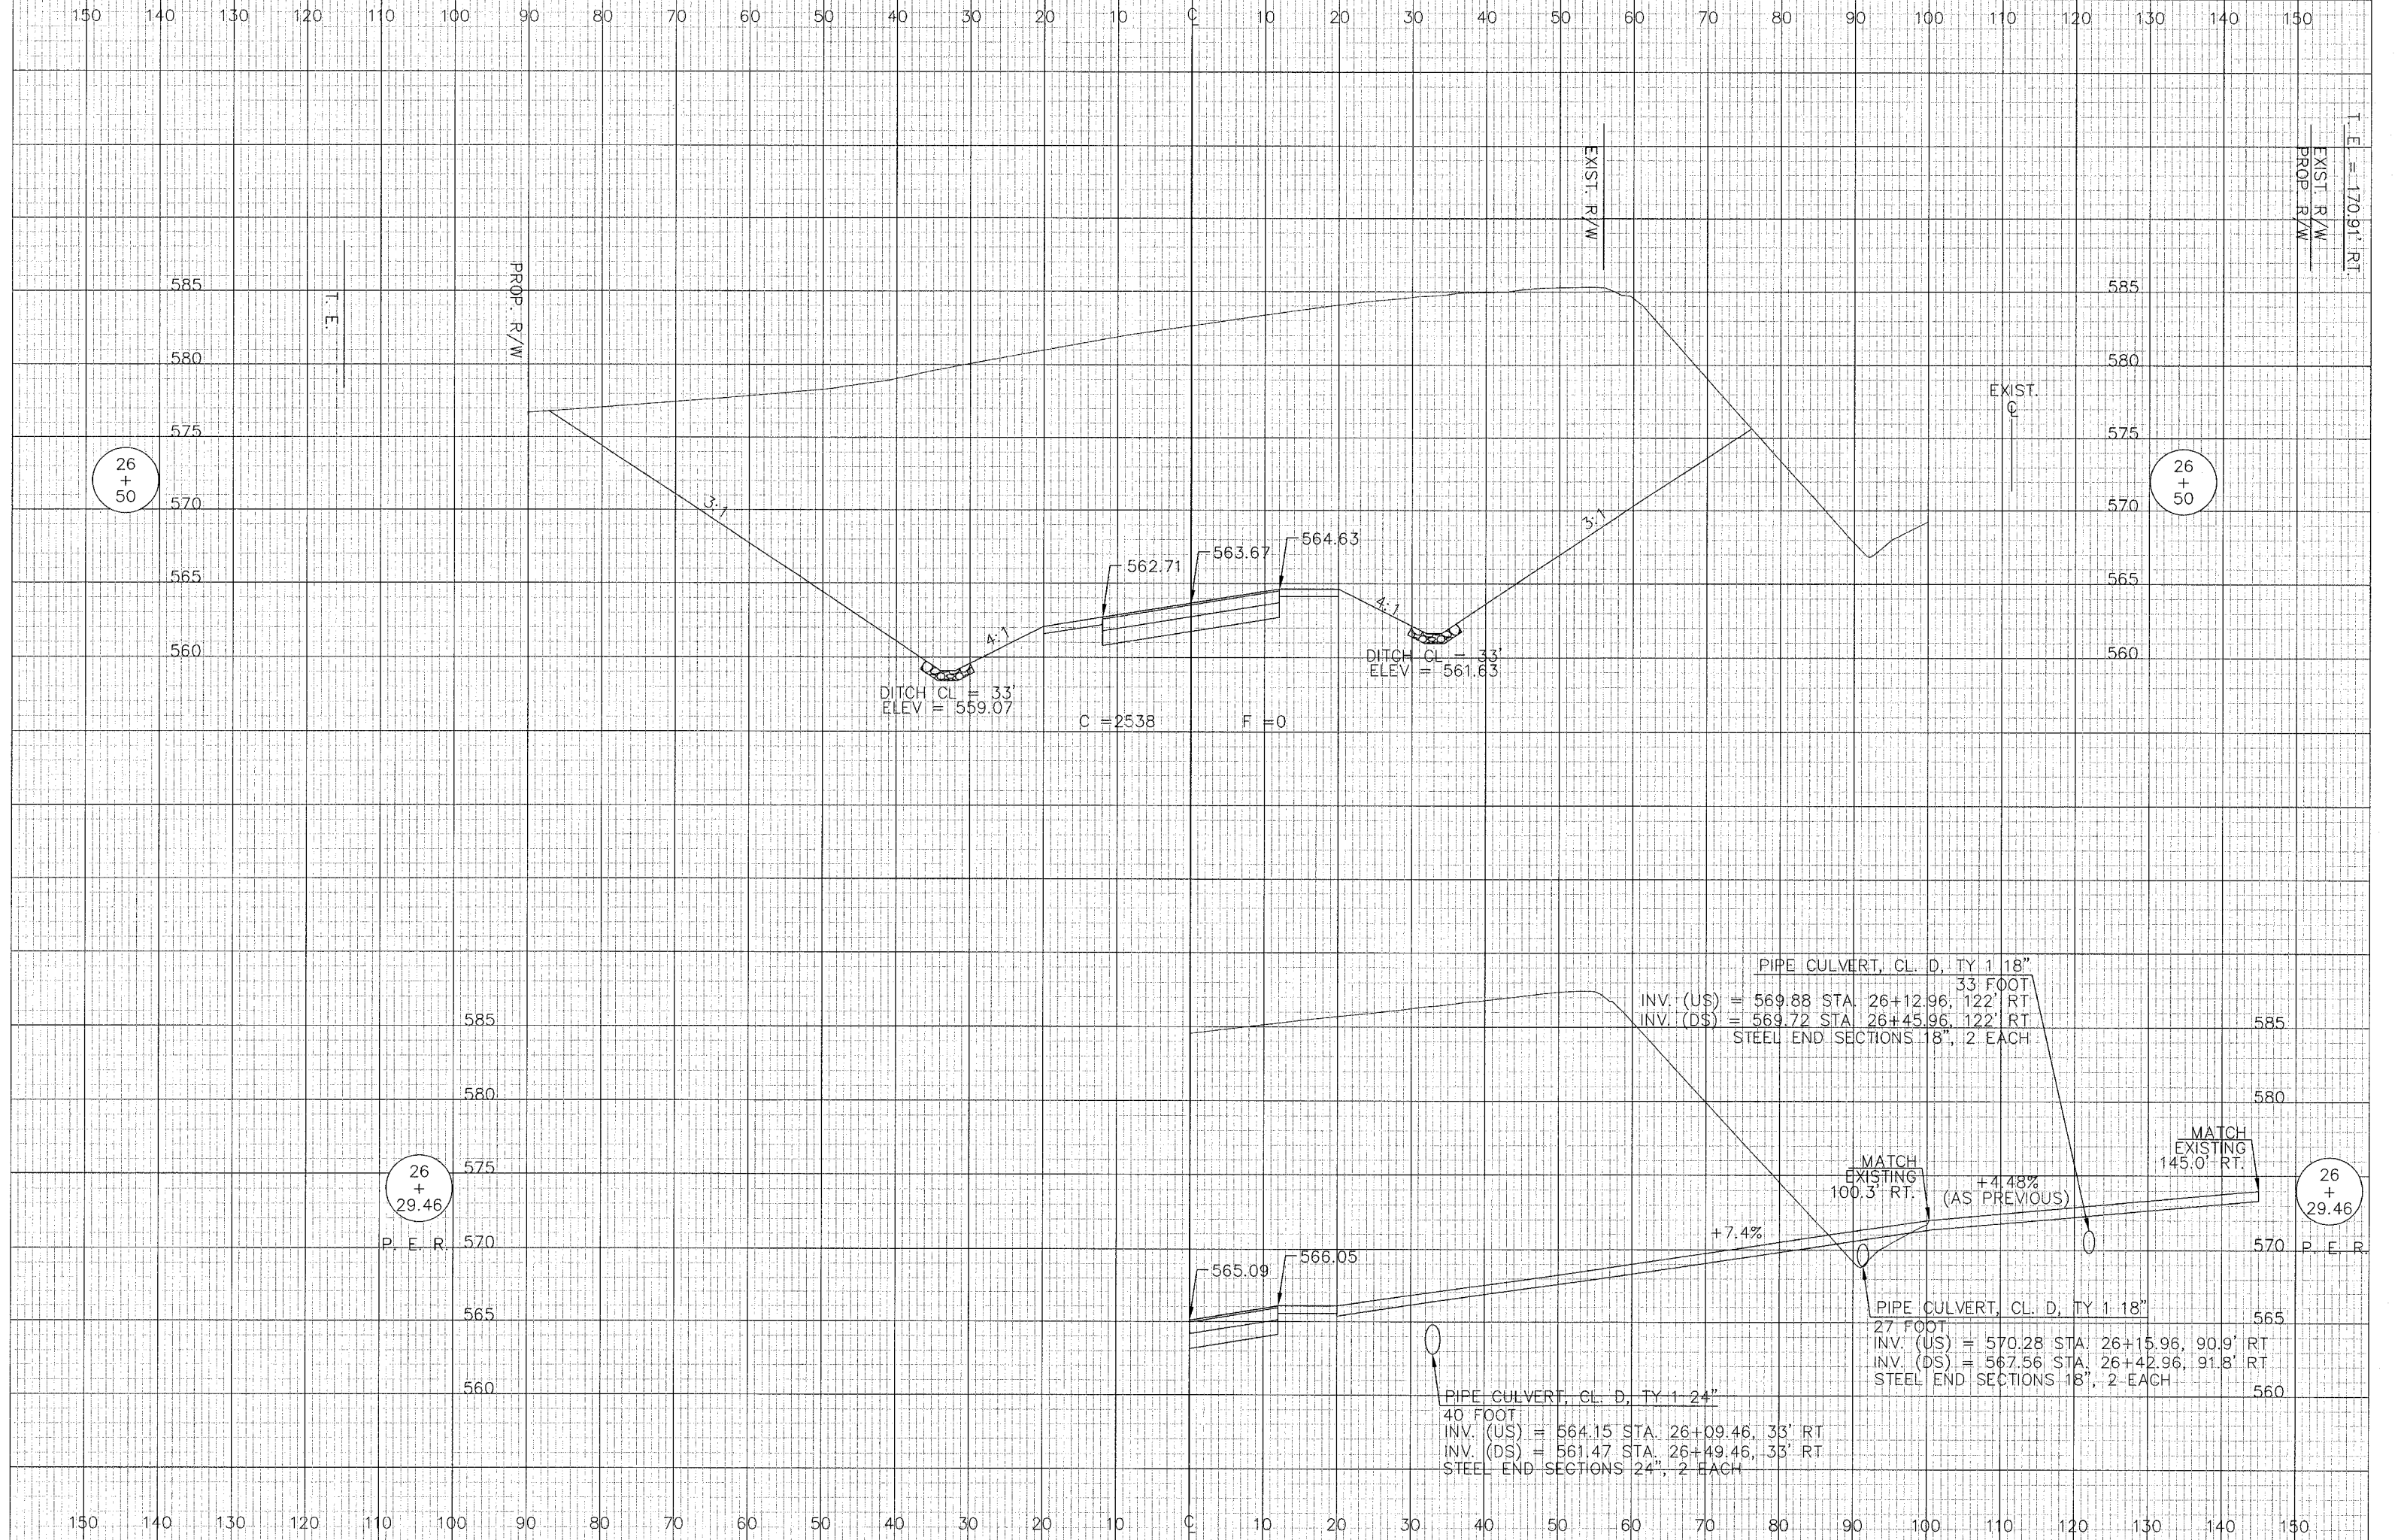 150 140 130 120 110 100 90 80 70 60 50 40 30 20 10 ℄ 10 20 30 40 50 60 70 80 90 100 110 120 130 140 150
T. E. = 170.91' RT.
EXIST. R/W
PROP. R/W
EXIST. R/W
PROP. R/W
T. E.
585 585
580 580
EXIST.
℄
575 575
26
+
50
26
+
50
570 570
3:1
3:1
564.63
563.67
562.71
565 565
4:1
4:1
560 560
DITCH CL = 33'
ELEV = 561.63
DITCH CL = 33'
ELEV = 559.07
C =2538 F =0
PIPE CULVERT, CL. D, TY 1 18"
33 FOOT
INV. (US) = 569.88 STA. 26+12.96, 122' RT
INV. (DS) = 569.72 STA. 26+45.96, 122' RT
STEEL END SECTIONS 18", 2 EACH
585 585
580 580
MATCH
EXISTING
145.0' RT.
MATCH
EXISTING
100.3' RT.
+4.48%
(AS PREVIOUS)
575
26
+
29.46
26
+
29.46
+7.4%
P. E. R. 570 570 P. E. R.
566.05
565.09
565 565
PIPE CULVERT, CL. D, TY 1 18"
27 FOOT
INV. (US) = 570.28 STA. 26+15.96, 90.9' RT
INV. (DS) = 567.56 STA. 26+42.96, 91.8' RT
STEEL END SECTIONS 18", 2 EACH
560 560
PIPE CULVERT, CL. D, TY 1 24"
40 FOOT
INV. (US) = 564.15 STA. 26+09.46, 33' RT
INV. (DS) = 561.47 STA. 26+49.46, 33' RT
STEEL END SECTIONS 24", 2 EACH
150 140 130 120 110 100 90 80 70 60 50 40 30 20 10 ℄ 10 20 30 40 50 60 70 80 90 100 110 120 130 140 150